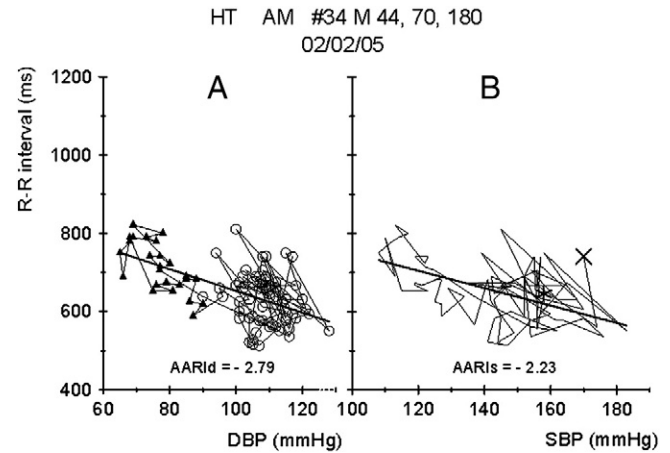 HT AM #34 M 44, 70, 180
02/02/05
A
B
R-R interval (ms)
1200
1000
800
600
400
AARId = - 2.79
AARIs = - 2.23
60 80 100 120
100 120 140 160 180
DBP (mmHg)
SBP (mmHg)